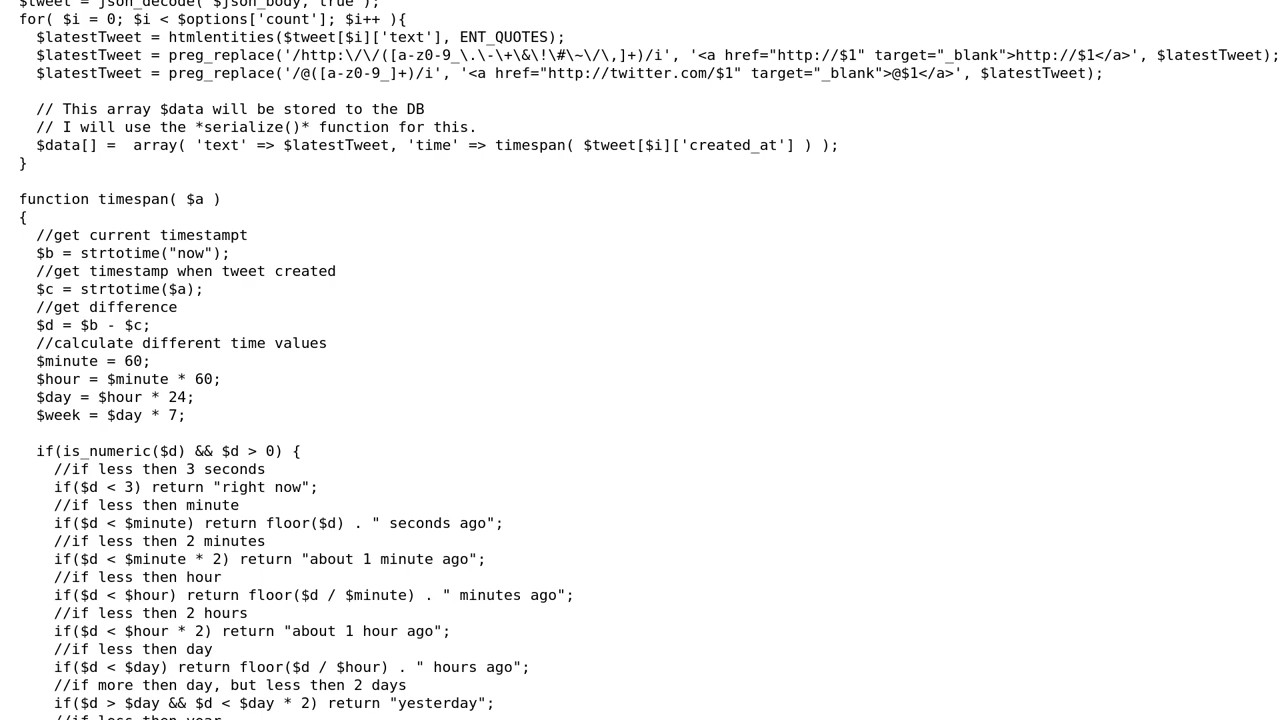 $tweet = json_decode( $json_body, true );
for( $i = 0; $i < $options['count']; $i++ ){
  $latestTweet = htmlentities($tweet[$i]['text'], ENT_QUOTES);
  $latestTweet = preg_replace('/http:\/\/([a-z0-9_\.\-\+\&\!\#\~\/\,]+)/i', '<a href="http://$1" target="_blank">http://$1</a>', $latestTweet);
  $latestTweet = preg_replace('/@([a-z0-9_]+)/i', '<a href="http://twitter.com/$1" target="_blank">@$1</a>', $latestTweet);
  // This array $data will be stored to the DB
  // I will use the *serialize()* function for this.
  $data[] =  array( 'text' => $latestTweet, 'time' => timespan( $tweet[$i]['created_at'] ) );
}
function timespan( $a )
{
  //get current timestampt
  $b = strtotime("now");
  //get timestamp when tweet created
  $c = strtotime($a);
  //get difference
  $d = $b - $c;
  //calculate different time values
  $minute = 60;
  $hour = $minute * 60;
  $day = $hour * 24;
  $week = $day * 7;
  if(is_numeric($d) && $d > 0) {
    //if less then 3 seconds
    if($d < 3) return "right now";
    //if less then minute
    if($d < $minute) return floor($d) . " seconds ago";
    //if less then 2 minutes
    if($d < $minute * 2) return "about 1 minute ago";
    //if less then hour
    if($d < $hour) return floor($d / $minute) . " minutes ago";
    //if less then 2 hours
    if($d < $hour * 2) return "about 1 hour ago";
    //if less then day
    if($d < $day) return floor($d / $hour) . " hours ago";
    //if more then day, but less then 2 days
    if($d > $day && $d < $day * 2) return "yesterday";
    //if less then year